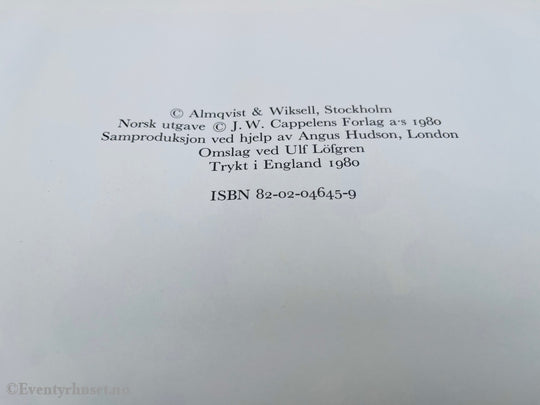 © Almqvist & Wiksell, Stockholm
Norsk utgave © J. W. Cappelens Forlag a·s 1980
Samproduksjon ved hjelp av Angus Hudson, London
Omslag ved Ulf Löfgren
Trykt i England 1980
ISBN 82-02-04645-9
©Eventyrhuset.no